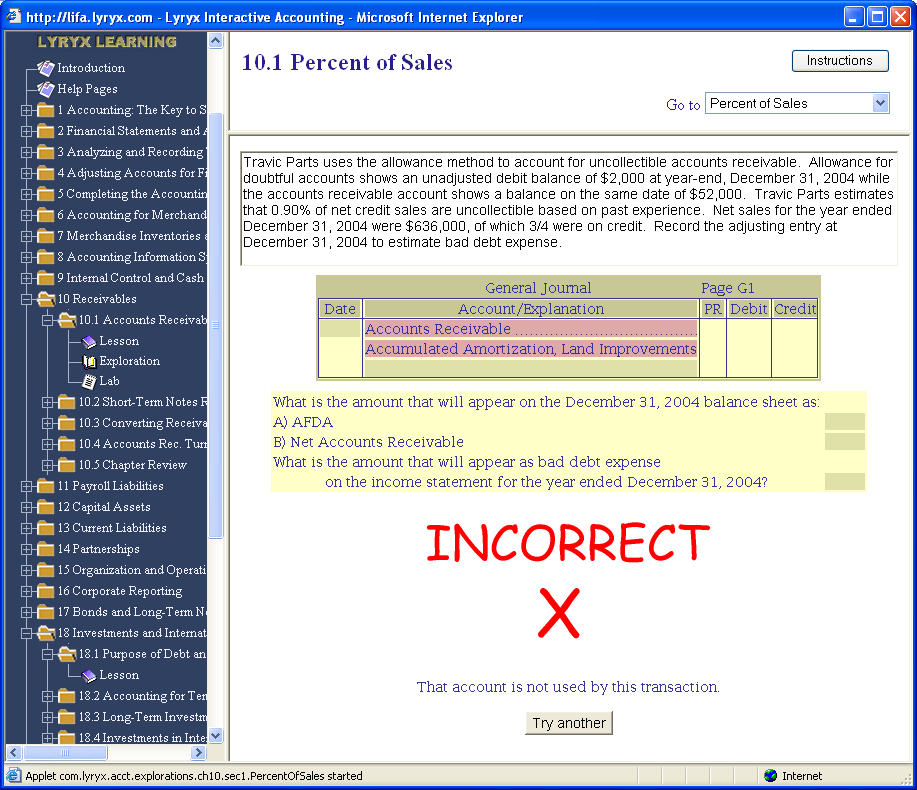 http://lifa.lyryx.com - Lyryx Interactive Accounting - Microsoft Internet Explorer
LYRYX LEARNING
Introduction
Help Pages
1 Accounting: The Key to S
2 Financial Statements and A
3 Analyzing and Recording
4 Adjusting Accounts for Fi
5 Completing the Accountin
6 Accounting for Merchand
7 Merchandise Inventories a
8 Accounting Information S
9 Internal Control and Cash
10 Receivables
10.1 Accounts Receivab
Lesson
Exploration
Lab
10.2 Short-Term Notes R
10.3 Converting Receiva
10.4 Accounts Rec. Turn
10.5 Chapter Review
11 Payroll Liabilities
12 Capital Assets
13 Current Liabilities
14 Partnerships
15 Organization and Operati
16 Corporate Reporting
17 Bonds and Long-Term N
18 Investments and Internat
18.1 Purpose of Debt an
Lesson
18.2 Accounting for Tem
18.3 Long-Term Investm
18.4 Investments in Inte
10.1 Percent of Sales
Instructions
Go to Percent of Sales
Travic Parts uses the allowance method to account for uncollectible accounts receivable. Allowance for
doubtful accounts shows an unadjusted debit balance of $2,000 at year-end, December 31, 2004 while
the accounts receivable account shows a balance on the same date of $52,000. Travic Parts estimates
that 0.90% of net credit sales are uncollectible based on past experience. Net sales for the year ended
December 31, 2004 were $636,000, of which 3/4 were on credit. Record the adjusting entry at
December 31, 2004 to estimate bad debt expense.
General Journal Page G1
Date Account/Explanation PR Debit Credit
Accounts Receivable
Accumulated Amortization, Land Improvements
What is the amount that will appear on the December 31, 2004 balance sheet as:
A) AFDA
B) Net Accounts Receivable
What is the amount that will appear as bad debt expense
on the income statement for the year ended December 31, 2004?
INCORRECT
X
That account is not used by this transaction.
Try another
Applet com.lyryx.acct.explorations.ch10.sec1.PercentOfSales started
Internet